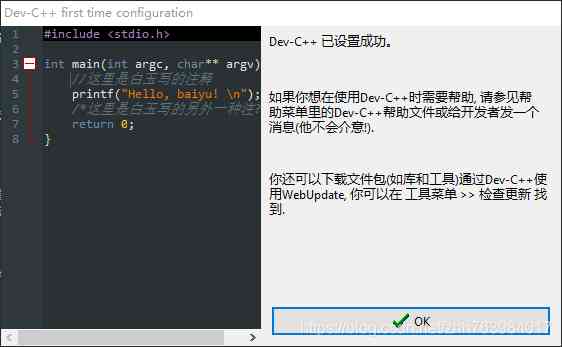 Dev-C++ first time configuration
1 #include <stdio.h>
2
3 int main(int argc, char** argv)
4 //这里是白玉写的注释
5 printf("Hello, baiyu! \n");
6 /*这里是白玉写的另外一种注
7 return 0;
8 }
Dev-C++ 已设置成功。
如果你想在使用Dev-C++时需要帮助, 请参见帮
助菜单里的Dev-C++帮助文件或给开发者发一个
消息(他不会介意!).
你还可以下载文件包(如库和工具)通过Dev-C++使
用WebUpdate, 你可以在 工具菜单 >> 检查更新 找
到.
OK